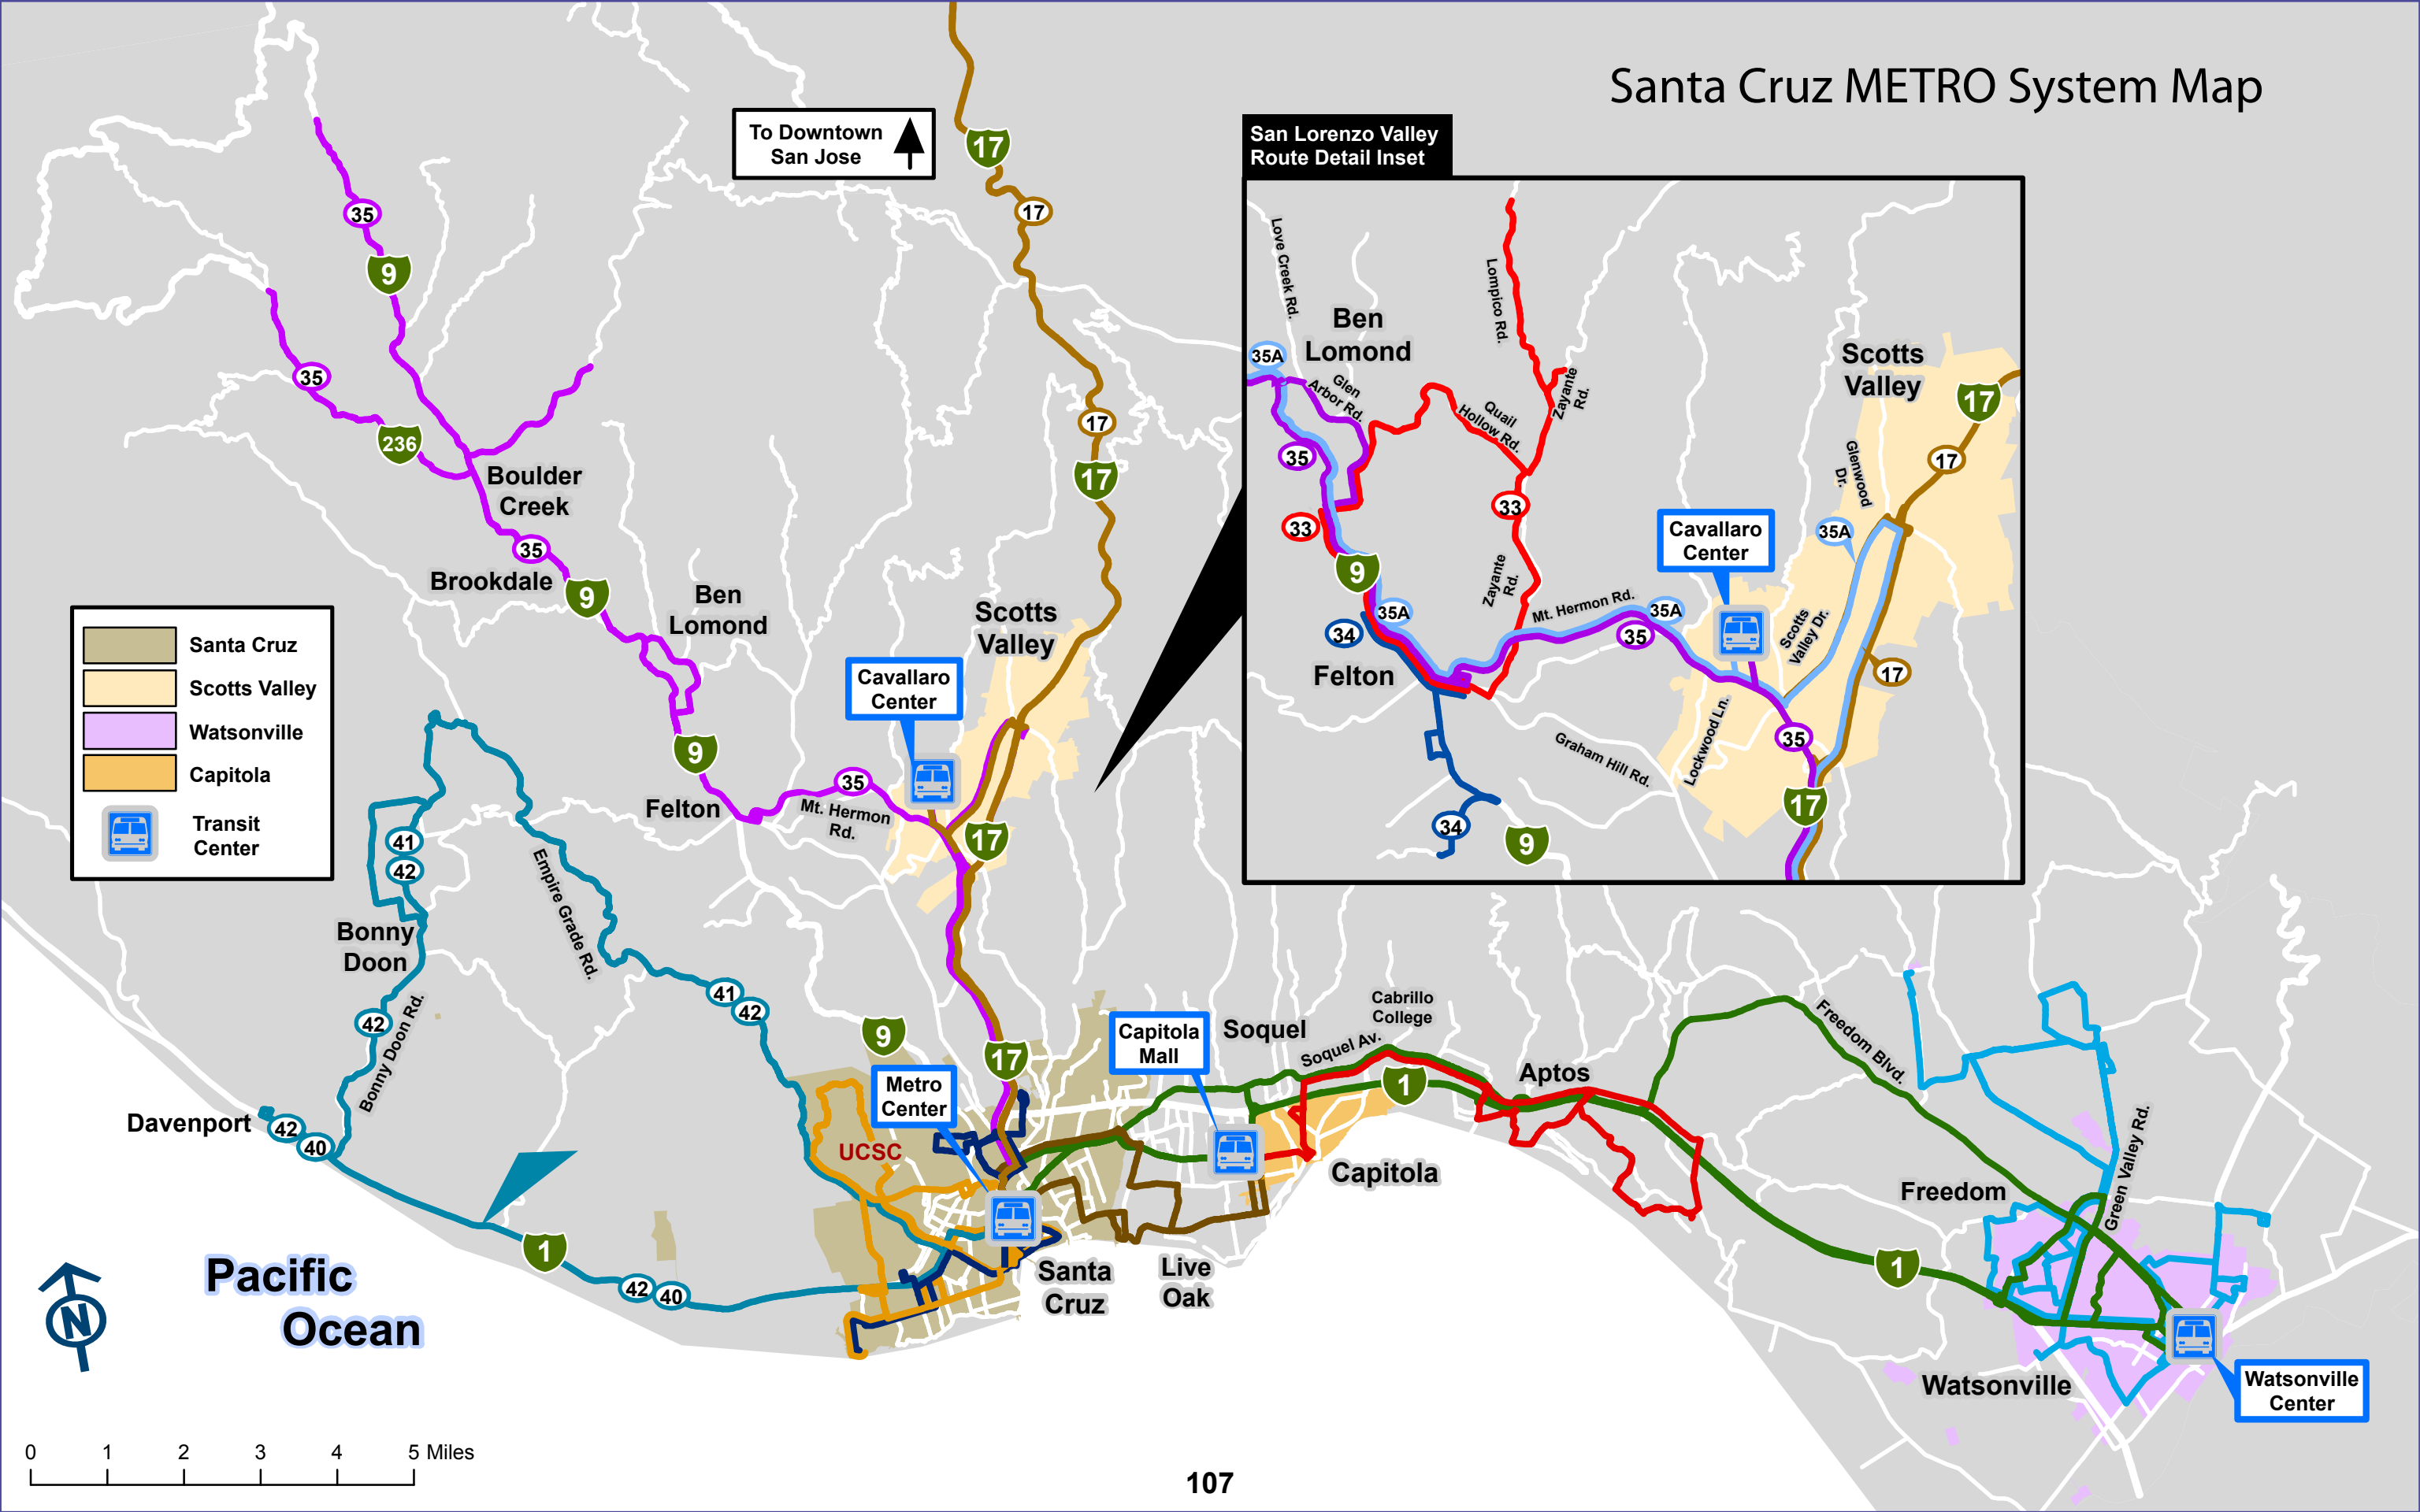 Santa Cruz METRO System Map
To Downtown
San Jose
17
17
17
17
35
9
35
236
Boulder
Creek
35
Brookdale
9
Ben
Lomond
9
Felton
35
Mt. Hermon
Rd.
Cavallaro
Center
Scotts
Valley
17
San Lorenzo Valley
Route Detail Inset
Love Creek Rd.
Ben
Lomond
35A
Glen
Arbor Rd.
35
33
9
34
35A
Felton
Lompico Rd.
Zayante
Rd.
Quail
Hollow Rd.
33
Zayante
Rd.
Mt. Hermon Rd.
35A
35
Cavallaro
Center
Scotts
Valley
17
17
Glenwood
Dr.
35A
Scotts
Valley Dr.
17
Lockwood Ln.
35
17
Graham Hill Rd.
34
9
Santa Cruz
Scotts Valley
Watsonville
Capitola
Transit
Center
41
42
Bonny
Doon
Empire Grade Rd.
42
Bonny Doon Rd.
41
42
Davenport
42
40
1
42
40
9
17
Metro
Center
UCSC
Santa
Cruz
Live
Oak
Capitola
Mall
Soquel
Soquel Av.
Cabrillo
College
1
Capitola
Aptos
Freedom Blvd.
Green Valley Rd.
Freedom
1
Watsonville
Watsonville
Center
Pacific
Ocean
N
0 1 2 3 4 5 Miles
107